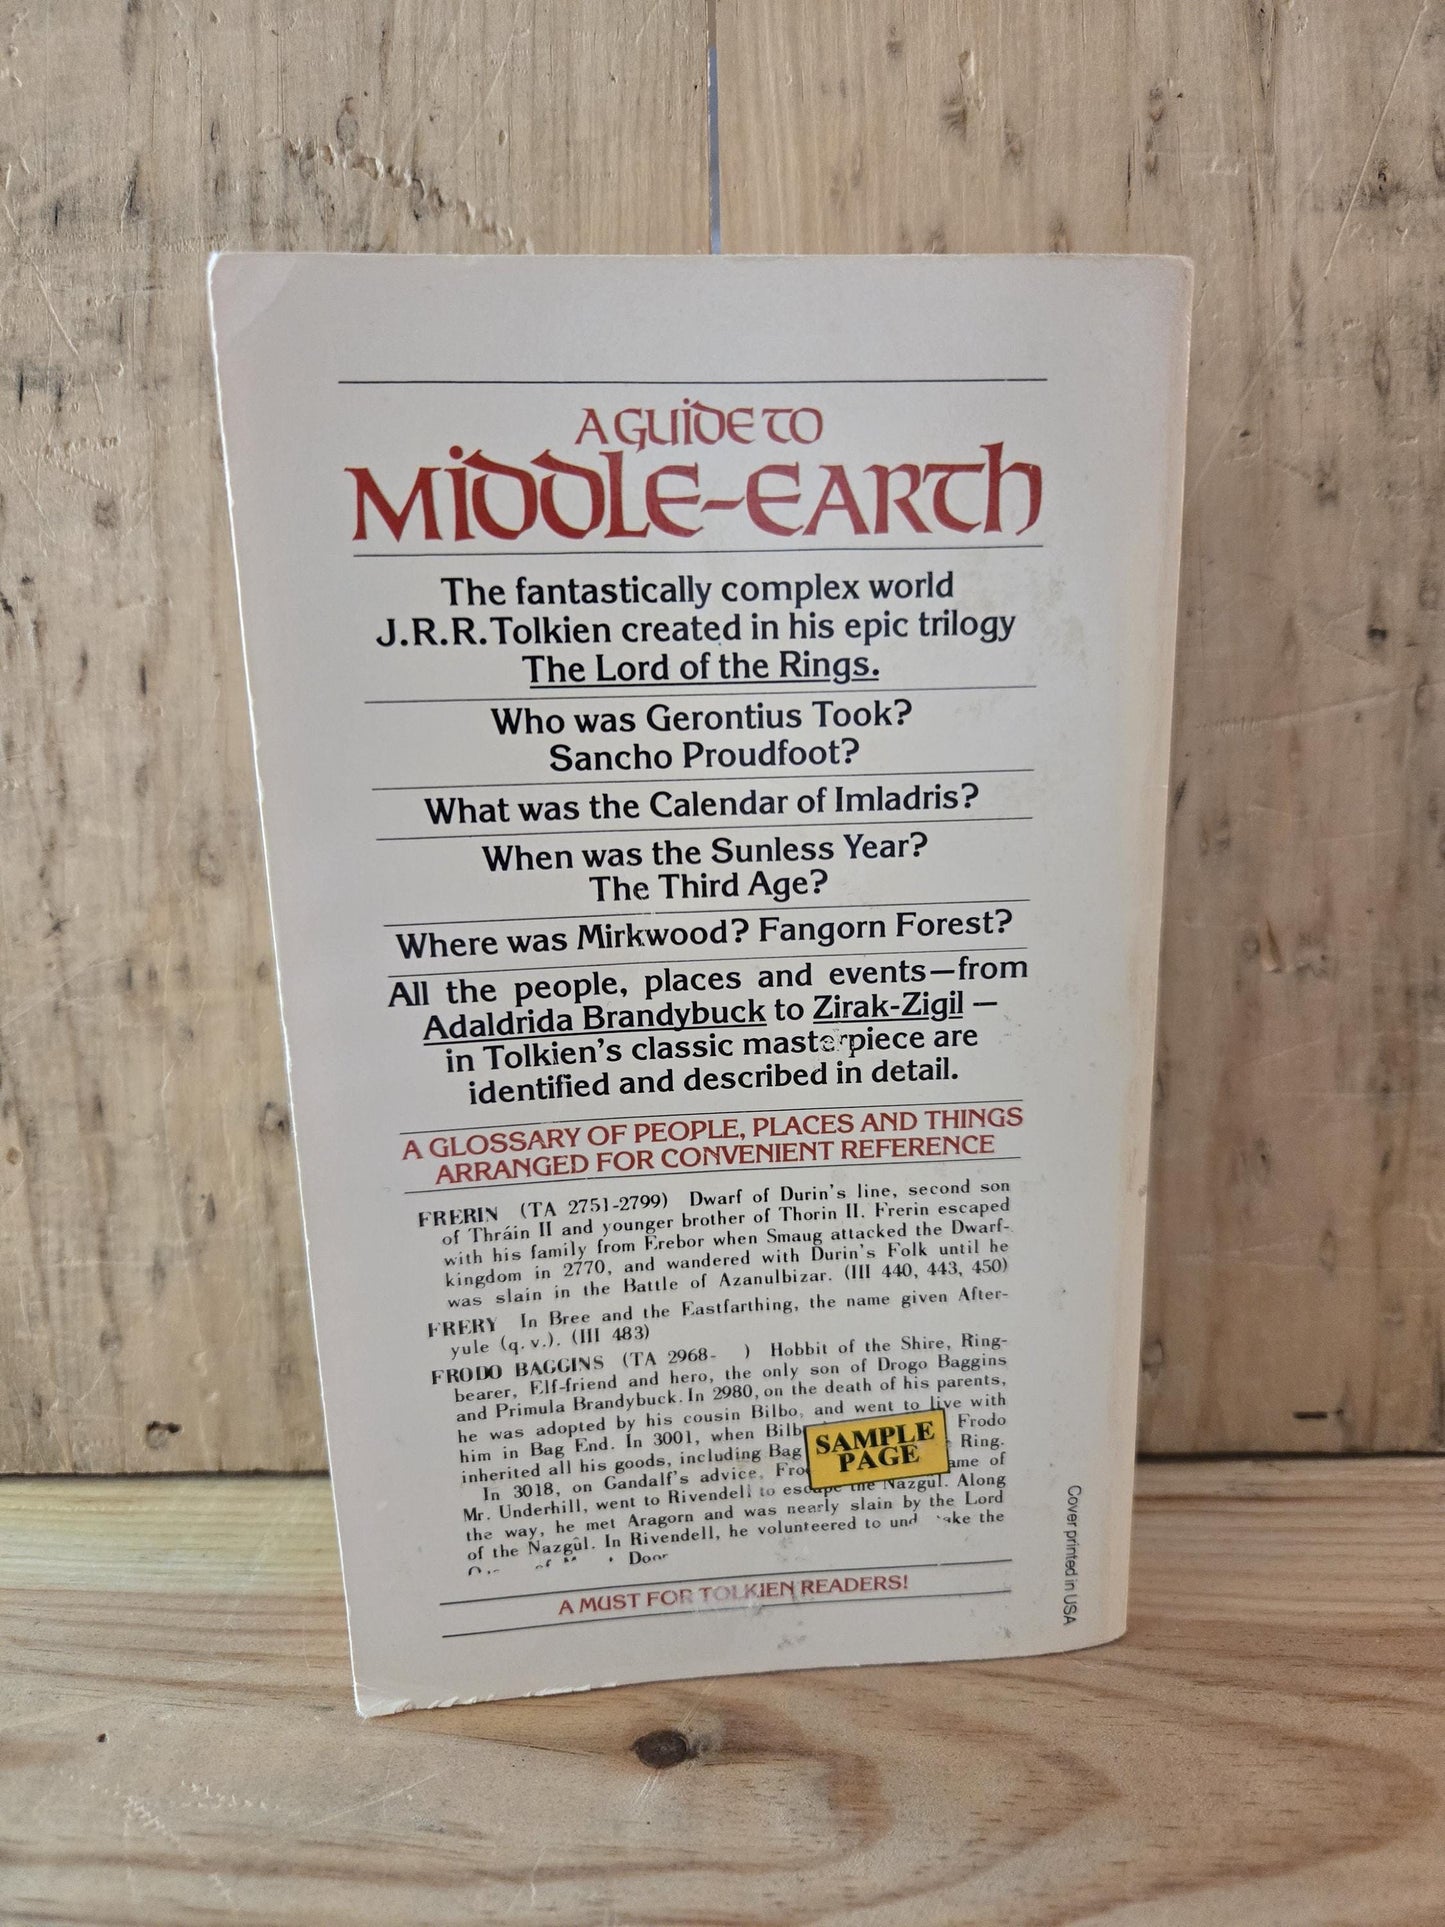 A GUIDE TO
MIDDLE-EARTH
The fantastically complex world
J.R.R. Tolkien created in his epic trilogy
The Lord of the Rings.
Who was Gerontius Took?
Sancho Proudfoot?
What was the Calendar of Imladris?
When was the Sunless Year?
The Third Age?
Where was Mirkwood? Fangorn Forest?
All the people, places and events—from
Adaldrida Brandybuck to Zirak-Zigil —
in Tolkien's classic masterpiece are
identified and described in detail.
A GLOSSARY OF PEOPLE, PLACES AND THINGS
ARRANGED FOR CONVENIENT REFERENCE
FRERIN (TA 2751-2799) Dwarf of Durin's line, second son
of Thráin II and younger brother of Thorin II. Frerin escaped
with his family from Erebor when Smaug attacked the Dwarf-
kingdom in 2770, and wandered with Durin's Folk until he
was slain in the Battle of Azanulbizar. (III 440, 443, 450)
FRERY In Bree and the Eastfarthing, the name given After-
yule (q.v.). (III 483)
FRODO BAGGINS (TA 2968- ) Hobbit of the Shire, Ring-
bearer, Elf-friend and hero, the only son of Drogo Baggins
and Primula Brandybuck. In 2980, on the death of his parents,
he was adopted by his cousin Bilbo, and went to live with
him in Bag End. In 3001, when Frodo
inherited all his goods, including Bag Ring.
In 3018, on Gandalf's advice, of
Mr. Underhill, went to Rivendell to escape the Nazgûl. Along
the way, he met Aragorn and was nearly slain by the Lord
of the Nazgûl. In Rivendell, he volunteered to the
SAMPLE
PAGE
A MUST FOR TOLKIEN READERS!
Cover printed in USA